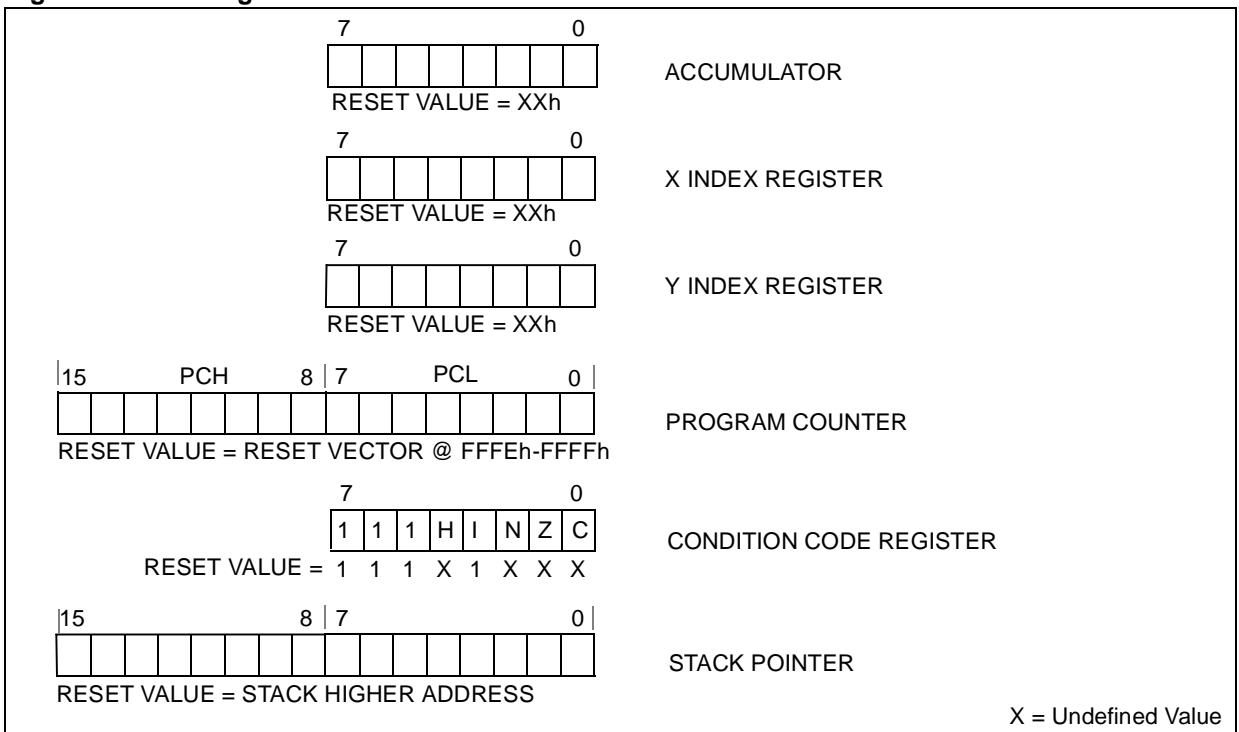 7 0
ACCUMULATOR
RESET VALUE = XXh
7 0
X INDEX REGISTER
RESET VALUE = XXh
7 0
Y INDEX REGISTER
RESET VALUE = XXh
15 PCH 8 7 PCL 0
PROGRAM COUNTER
RESET VALUE = RESET VECTOR @ FFFEh-FFFFh
7 0
1 1 1 H I N Z C
CONDITION CODE REGISTER
RESET VALUE = 1 1 1 X 1 X X X
15 8 7 0
STACK POINTER
RESET VALUE = STACK HIGHER ADDRESS
X = Undefined Value